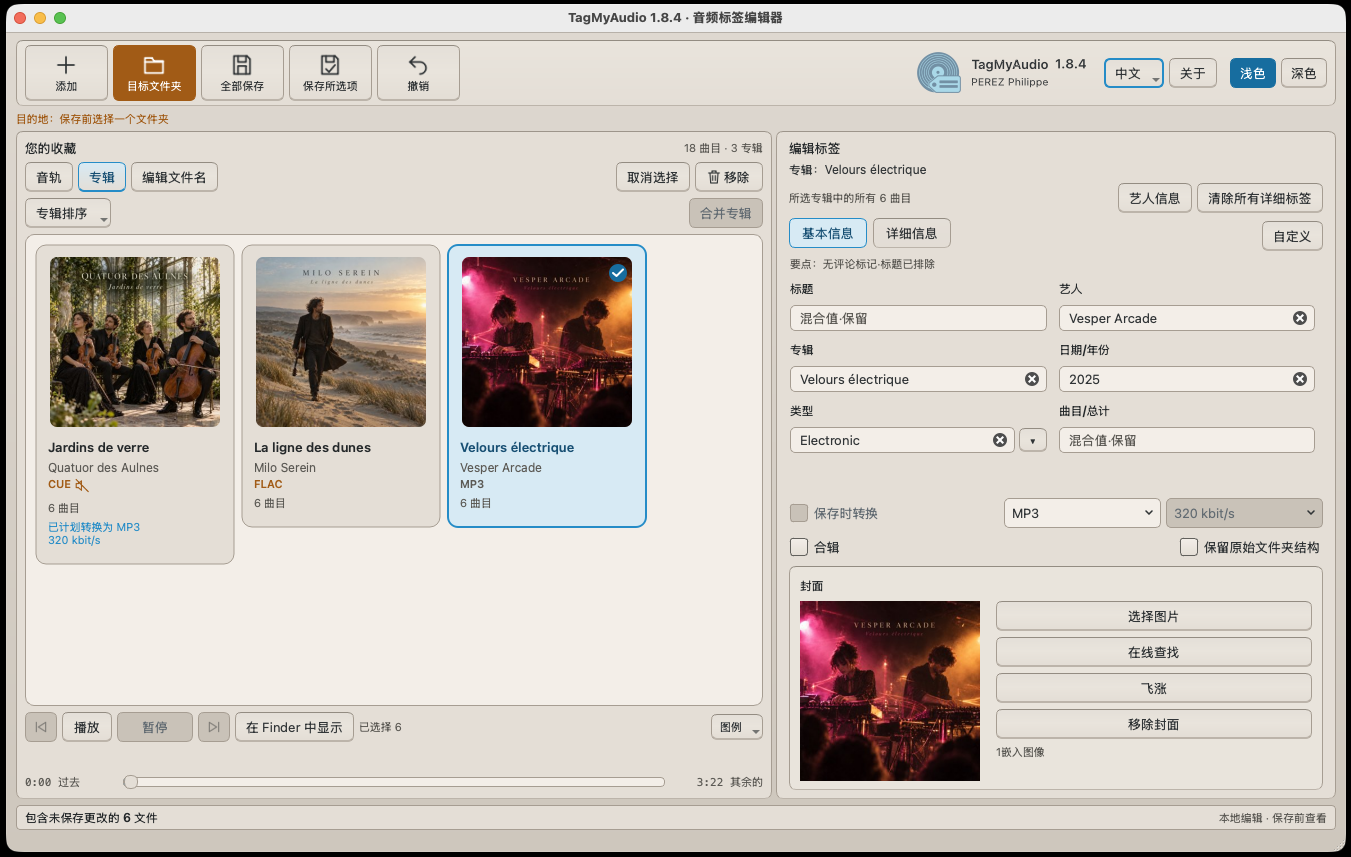 TagMyAudio 1.8.4 · 音频标签编辑器
添加
目标文件夹
全部保存
保存所选项
撤销
TagMyAudio 1.8.4
PEREZ Philippe
中文
关于
浅色
深色
目的地：保存前选择一个文件夹
您的收藏
18 曲目 · 3 专辑
音轨
专辑
编辑文件名
取消选择
移除
专辑排序
合并专辑
QUATUOR DES AULNES
Jardins de verre
Jardins de verre
Quatuor des Aulnes
CUE
6 曲目
已计划转换为 MP3
320 kbit/s
MILO SEREIN
La ligne des dunes
La ligne des dunes
Milo Serein
FLAC
6 曲目
VESPER ARCADE
Velours électrique
Velours électrique
Vesper Arcade
MP3
6 曲目
播放
暂停
在 Finder 中显示
已选择 6
图例
0:00 过去
3:22 其余的
编辑标签
专辑：Velours électrique
所选专辑中的所有 6 曲目
艺人信息
清除所有详细标签
基本信息
详细信息
自定义
要点：无评论标记·标题已排除
标题
艺人
混合值·保留
Vesper Arcade
专辑
日期/年份
Velours électrique
2025
类型
曲目/总计
Electronic
混合值·保留
保存时转换
MP3
320 kbit/s
合辑
保留原始文件夹结构
封面
VESPER ARCADE
Velours électrique
选择图片
在线查找
飞涨
移除封面
1嵌入图像
包含未保存更改的 6 文件
本地编辑 · 保存前查看